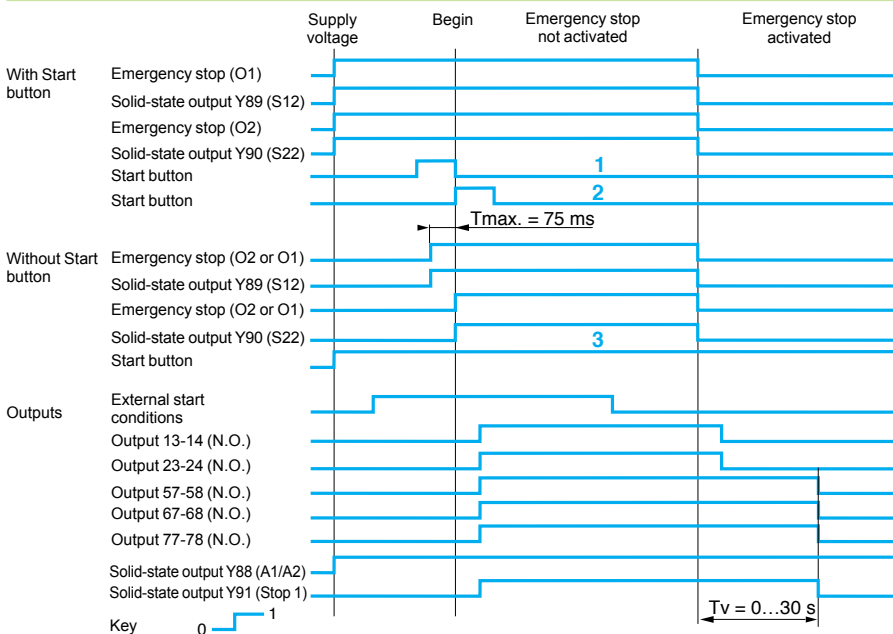 Supply voltage
Begin
Emergency stop not activated
Emergency stop activated
With Start button
Emergency stop (O1)
Solid-state output Y89 (S12)
Emergency stop (O2)
Solid-state output Y90 (S22)
Start button
1
Start button
2
Tmax. = 75 ms
Without Start button
Emergency stop (O2 or O1)
Solid-state output Y89 (S12)
Emergency stop (O2 or O1)
Solid-state output Y90 (S22)
3
Start button
Outputs
External start conditions
Output 13-14 (N.O.)
Output 23-24 (N.O.)
Output 57-58 (N.O.)
Output 67-68 (N.O.)
Output 77-78 (N.O.)
Solid-state output Y88 (A1/A2)
Solid-state output Y91 (Stop 1)
Tv = 0...30 s
Key
0
1